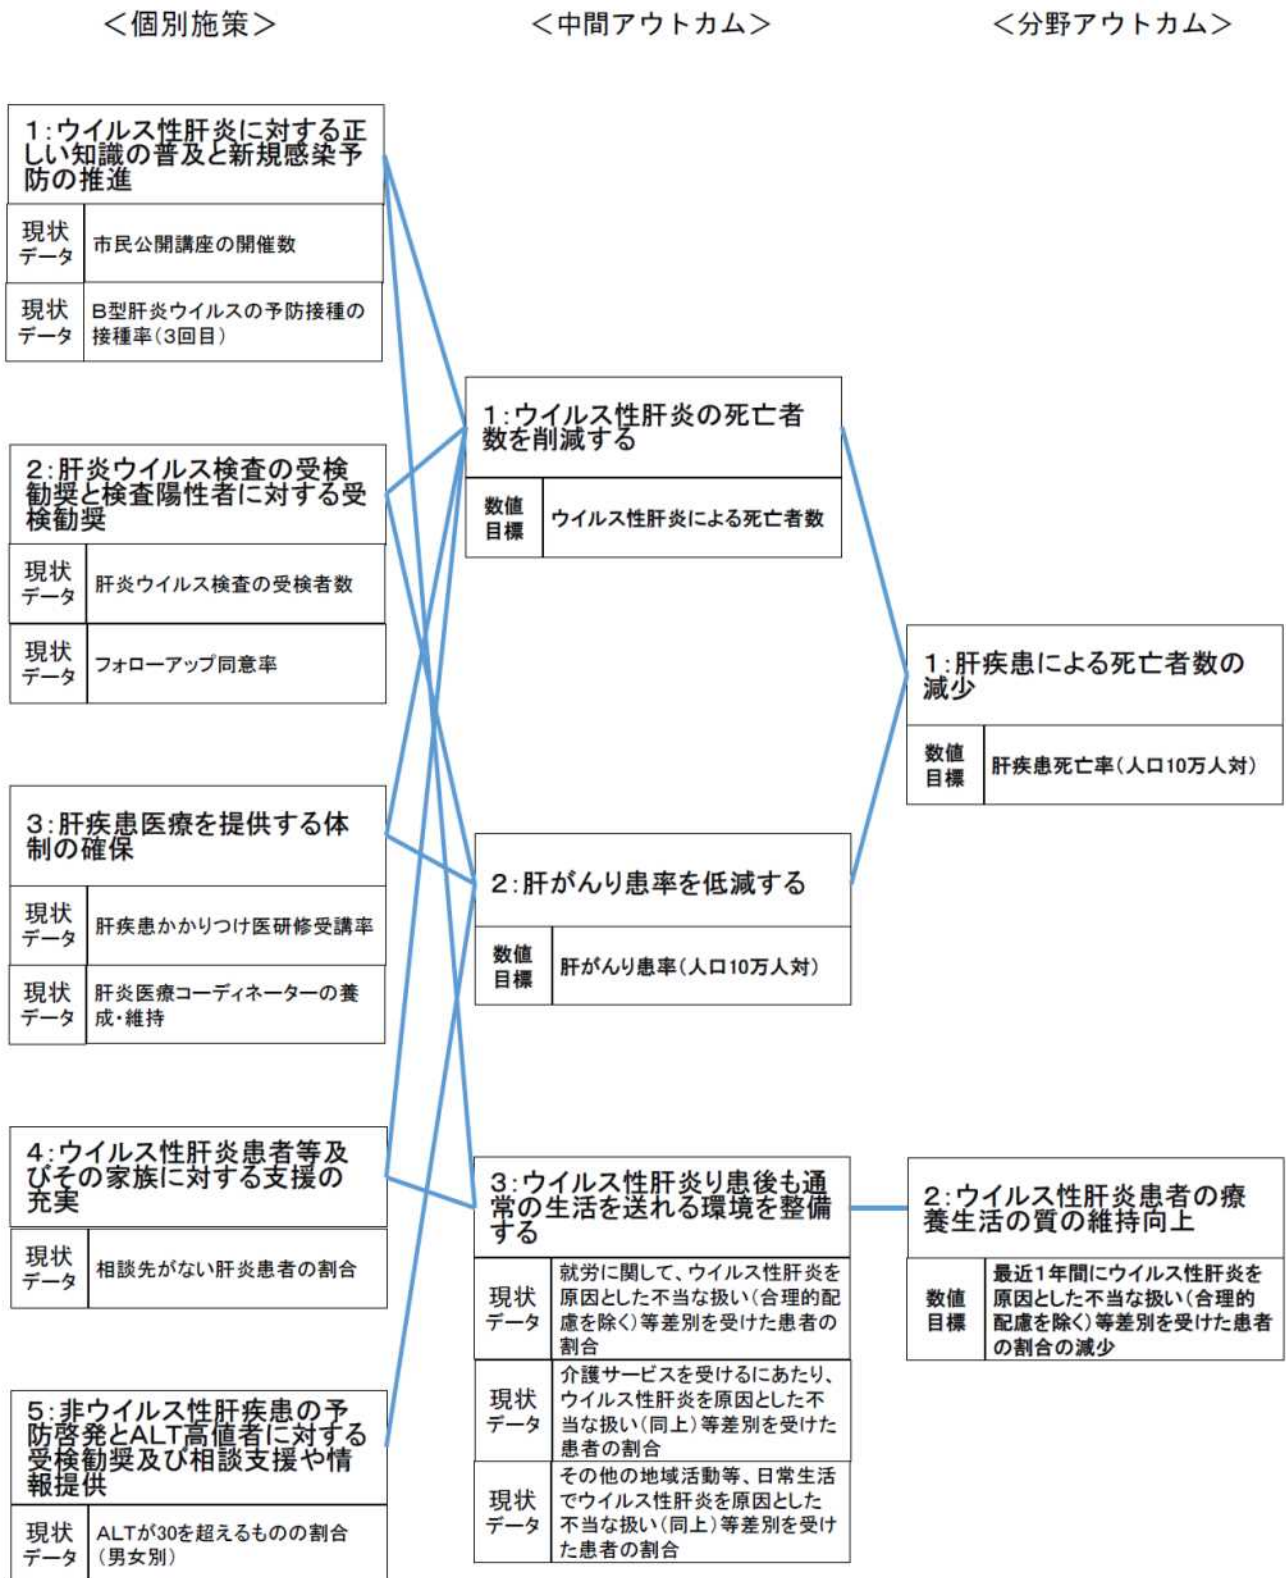 ＜個別施策＞
＜中間アウトカム＞
＜分野アウトカム＞
1：ウイルス性肝炎に対する正
しい知識の普及と新規感染予
防の推進
現状
データ
市民公開講座の開催数
現状
データ
B型肝炎ウイルスの予防接種の
接種率（3回目）
2：肝炎ウイルス検査の受検
勧奨と検査陽性者に対する受
検勧奨
現状
データ
肝炎ウイルス検査の受検者数
現状
データ
フォローアップ同意率
3：肝疾患医療を提供する体
制の確保
現状
データ
肝疾患かかりつけ医研修受講率
現状
データ
肝炎医療コーディネーターの養
成・維持
4：ウイルス性肝炎患者等及
びその家族に対する支援の
充実
現状
データ
相談先がない肝炎患者の割合
5：非ウイルス性肝疾患の予
防啓発とALT高値者に対する
受検勧奨及び相談支援や情
報提供
現状
データ
ALTが30を超えるものの割合
（男女別）
1：ウイルス性肝炎の死亡者
数を削減する
数値
目標
ウイルス性肝炎による死亡者数
2：肝がんり患率を低減する
数値
目標
肝がんり患率（人口10万人対）
3：ウイルス性肝炎り患後も通
常の生活を送れる環境を整備
する
現状
データ
就労に関して、ウイルス性肝炎を
原因とした不当な扱い（合理的配
慮を除く）等差別を受けた患者の
割合
現状
データ
介護サービスを受けるにあたり、
ウイルス性肝炎を原因とした不
当な扱い（同上）等差別を受けた
患者の割合
現状
データ
その他の地域活動等、日常生活
でウイルス性肝炎を原因とした
不当な扱い（同上）等差別を受け
た患者の割合
1：肝疾患による死亡者数の
減少
数値
目標
肝疾患死亡率（人口10万人対）
2：ウイルス性肝炎患者の療
養生活の質の維持向上
数値
目標
最近1年間にウイルス性肝炎を
原因とした不当な扱い（合理的
配慮を除く）等差別を受けた患者
の割合の減少